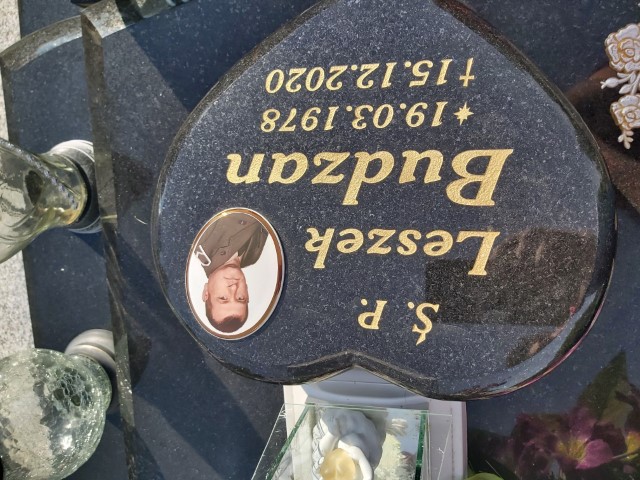 Ś. P.
Leszek
Budzan
✶ 19.03.1978
† 15.12.2020